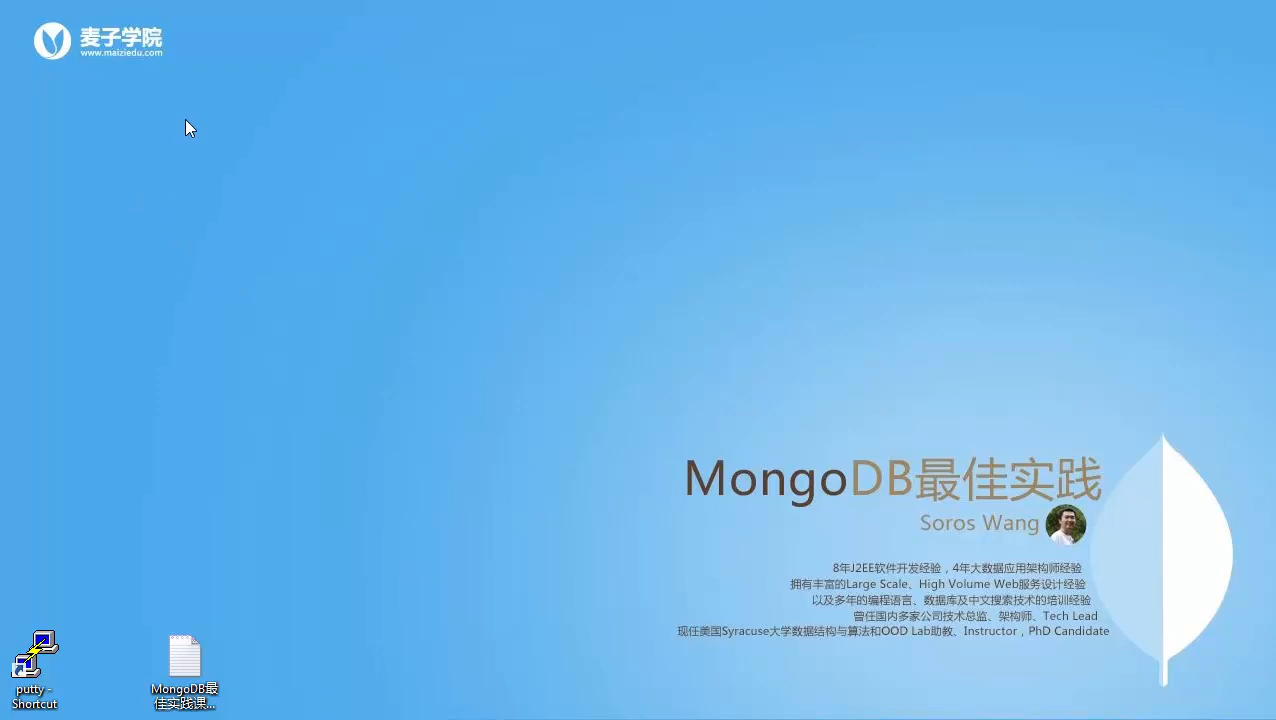 麦子学院
www.maiziedu.com
MongoDB最佳实践
Soros Wang
8年J2EE软件开发经验，4年大数据应用架构师经验
拥有丰富的Large Scale、High Volume Web服务设计经验
以及多年的编程语言、数据库及中文搜索技术的培训经验
曾任国内多家公司技术总监、架构师、Tech Lead
现任美国Syracuse大学数据结构与算法和OOD Lab助教、Instructor，PhD Candidate
putty -
Shortcut
MongoDB最
佳实践课...